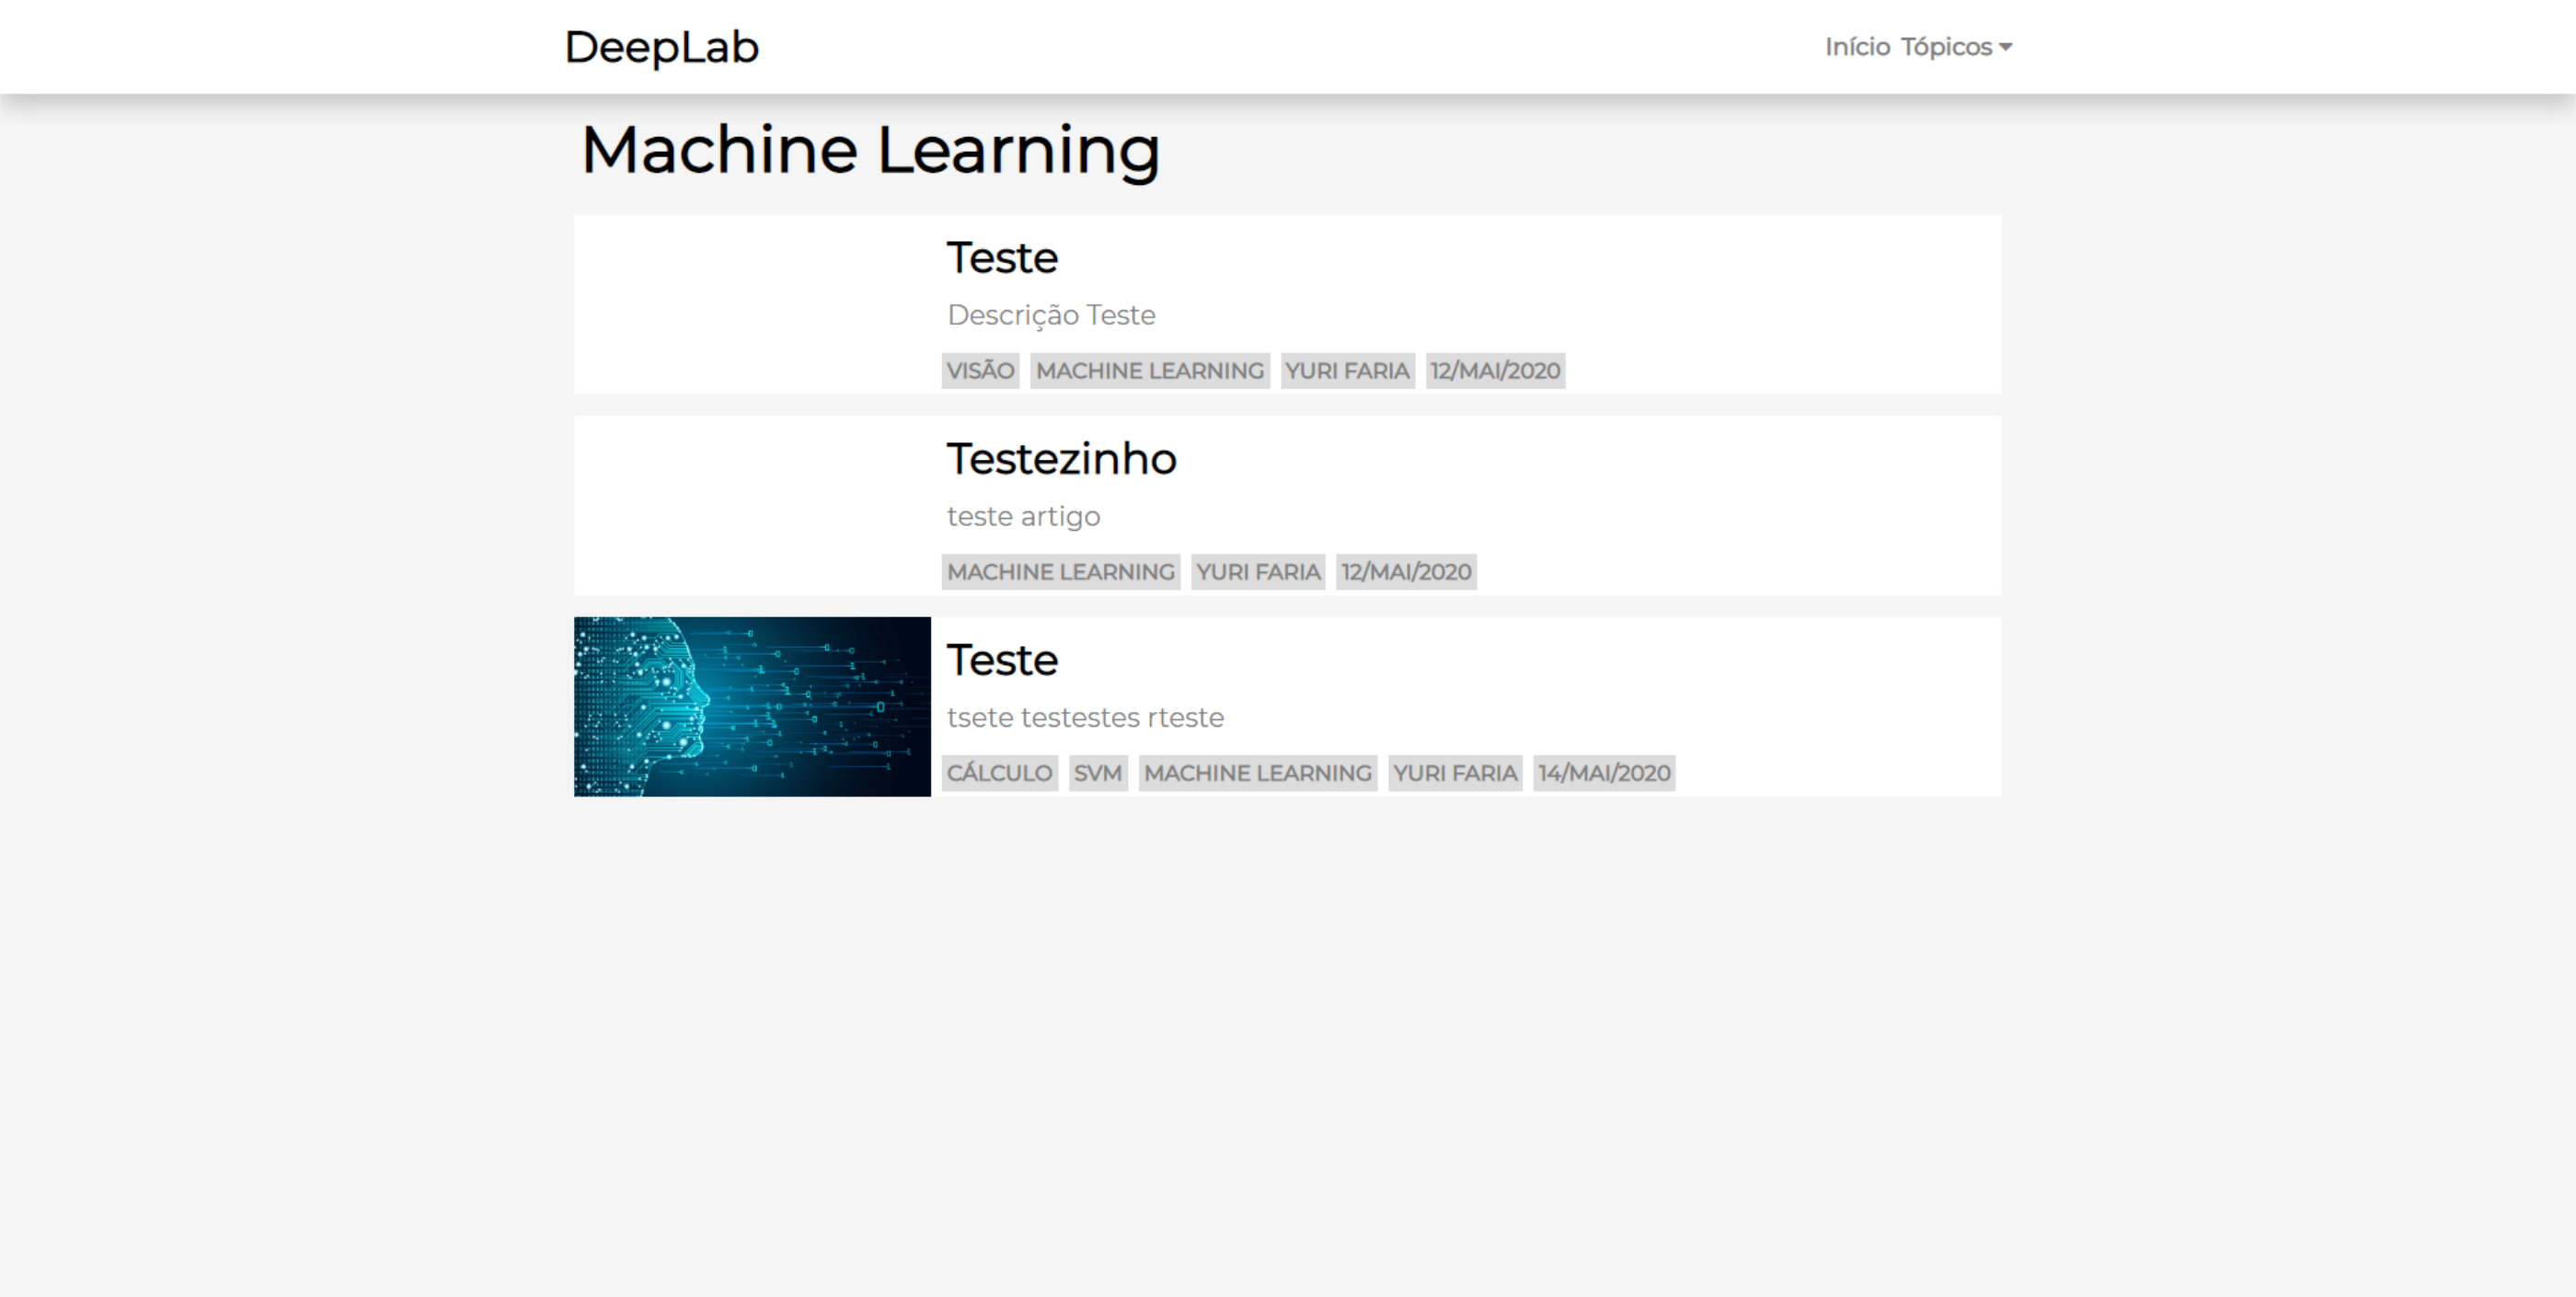 DeepLab Início Tópicos
Machine Learning
Teste
Descrição Teste
VISÃO MACHINE LEARNING YURI FARIA 12/MAI/2020
Testezinho
teste artigo
MACHINE LEARNING YURI FARIA 12/MAI/2020
Teste
tsete testestes rteste
CÁLCULO SVM MACHINE LEARNING YURI FARIA 14/MAI/2020